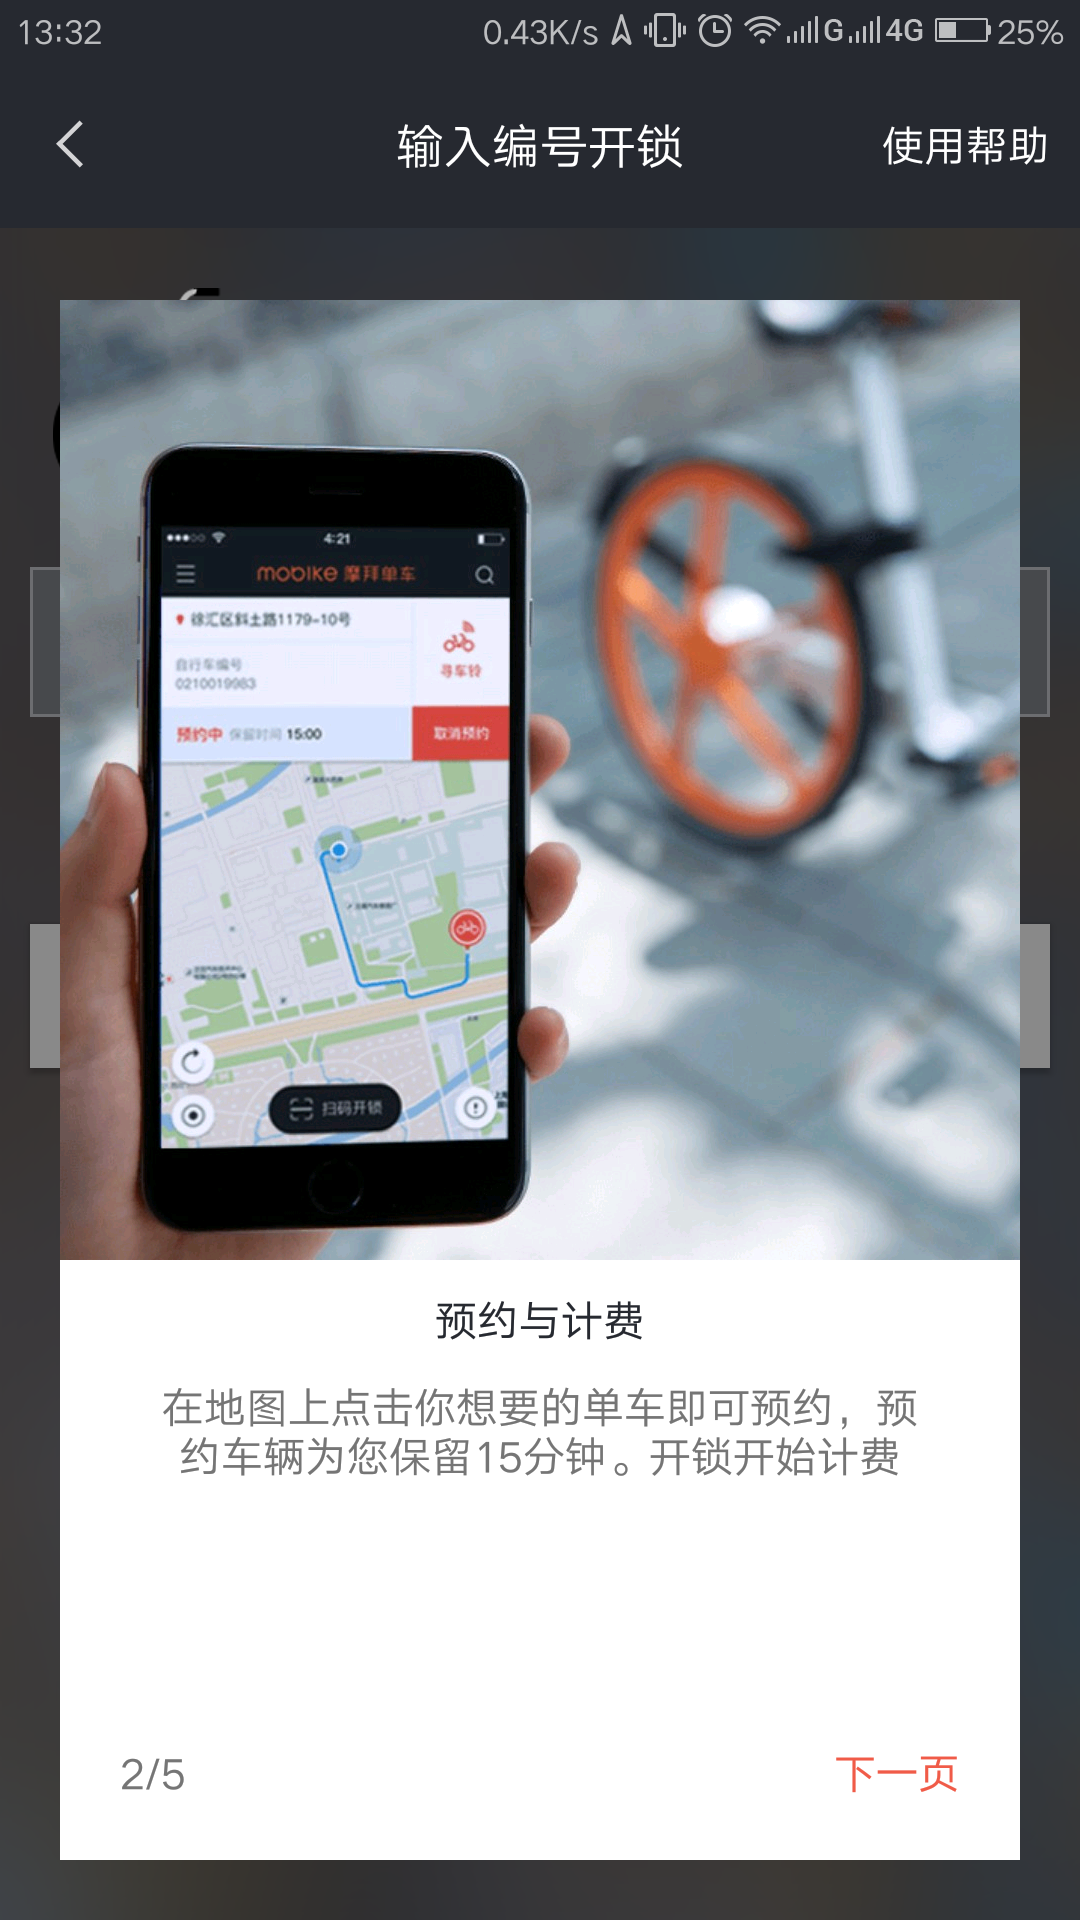 13:32
0.43K/s
G
4G
25%
输入编号开锁
使用帮助
4:21
mobike 摩拜单车
徐汇区斜土路1179-10号
自行车编号
0210019983
寻车铃
预约中 保留时间 15:00
取消预约
扫码开锁
预约与计费
在地图上点击你想要的单车即可预约，预
约车辆为您保留15分钟。开锁开始计费
2/5
下一页